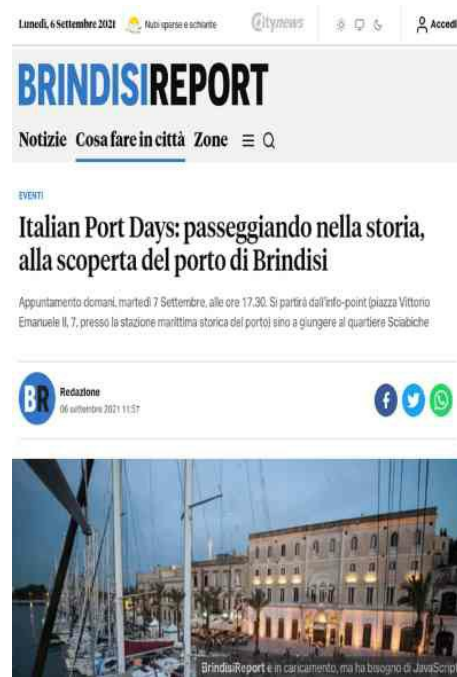 Lunedì, 6 Settembre 2021 Nubi sparse e schiarite Citynews Accedi
BRINDISIREPORT
Notizie Cosa fare in città Zone
EVENTI
Italian Port Days: passeggiando nella storia,
alla scoperta del porto di Brindisi
Appuntamento domani, martedì 7 Settembre, alle ore 17.30. Si partirà dall'info-point (piazza Vittorio
Emanuele II, 7, presso la stazione marittima storica del porto) sino a giungere al quartiere Sciabiche
BR
Redazione
06 settembre 2021 11:57
BrindisiReport è in caricamento, ma ha bisogno di JavaScript